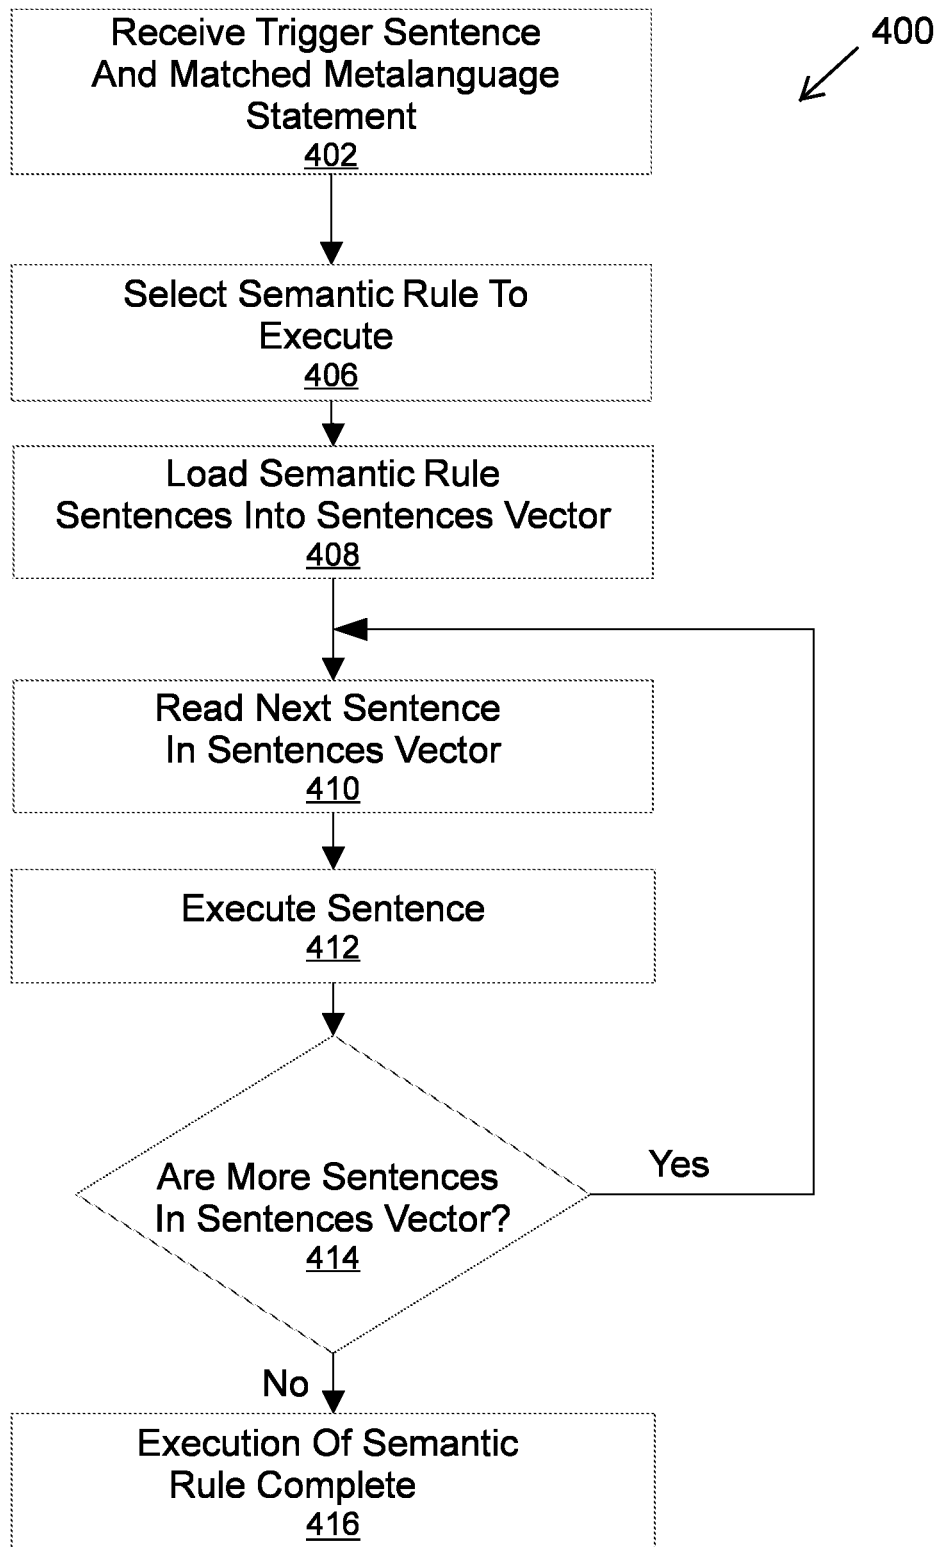 400
Receive Trigger Sentence
And Matched Metalanguage
Statement
402
Select Semantic Rule To
Execute
406
Load Semantic Rule
Sentences Into Sentences Vector
408
Read Next Sentence
In Sentences Vector
410
Execute Sentence
412
Are More Sentences
In Sentences Vector?
414
Yes
No
Execution Of Semantic
Rule Complete
416